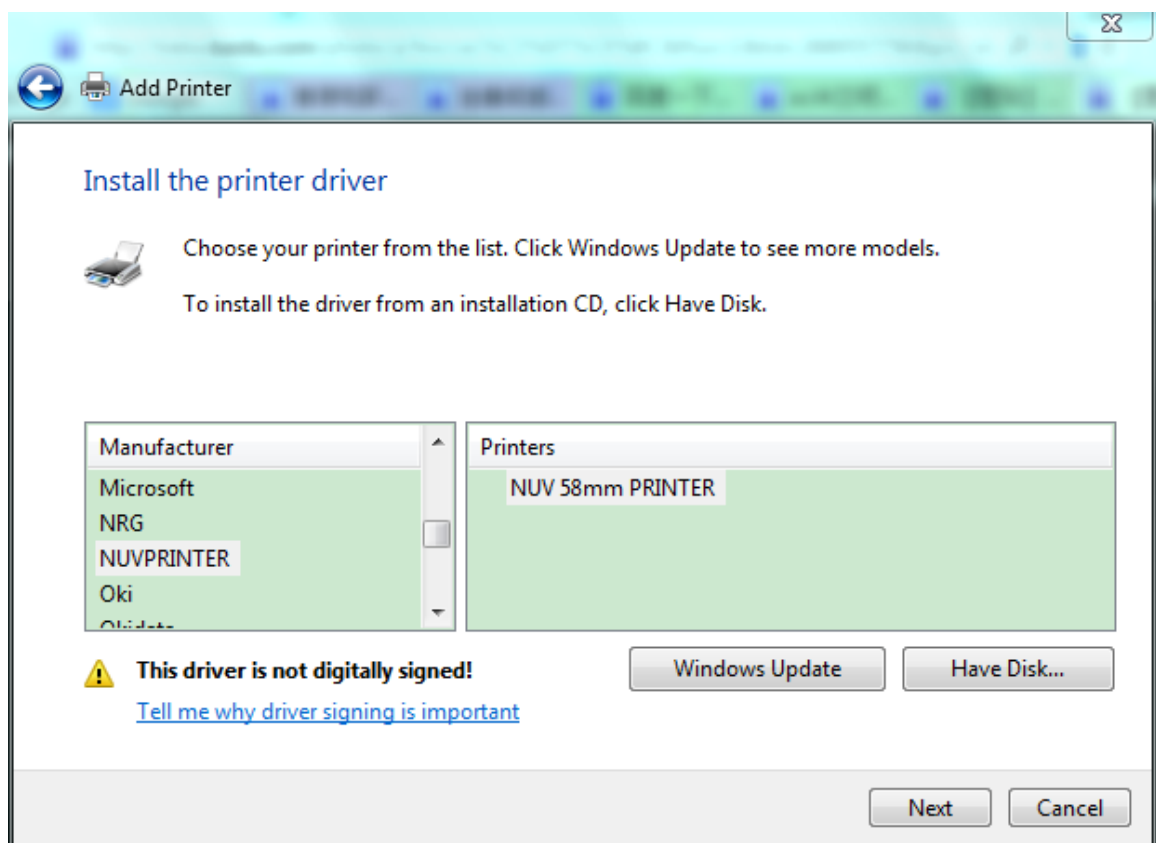 Add Printer
Install the printer driver
Choose your printer from the list. Click Windows Update to see more models.
To install the driver from an installation CD, click Have Disk.
Manufacturer
Printers
Microsoft
NUV 58mm PRINTER
NRG
NUVPRINTER
Oki
This driver is not digitally signed!
Windows Update
Have Disk...
Tell me why driver signing is important
Next
Cancel